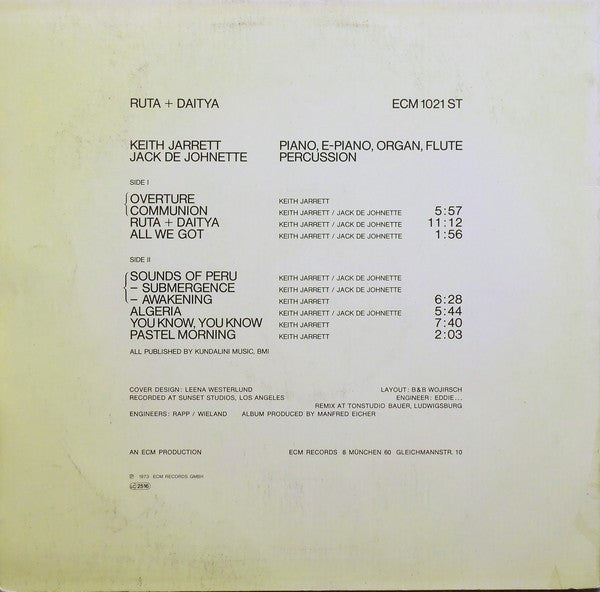 RUTA + DAITYA ECM 1021 ST
KEITH JARRETT PIANO, E-PIANO, ORGAN, FLUTE
JACK DE JOHNETTE PERCUSSION
SIDE I
OVERTURE KEITH JARRETT
COMMUNION KEITH JARRETT / JACK DE JOHNETTE 5:57
RUTA + DAITYA KEITH JARRETT / JACK DE JOHNETTE 11:12
ALL WE GOT KEITH JARRETT / JACK DE JOHNETTE 1:56
SIDE II
SOUNDS OF PERU KEITH JARRETT / JACK DE JOHNETTE
– SUBMERGENCE KEITH JARRETT / JACK DE JOHNETTE
– AWAKENING KEITH JARRETT 6:28
ALGERIA KEITH JARRETT / JACK DE JOHNETTE 5:44
YOU KNOW, YOU KNOW KEITH JARRETT 7:40
PASTEL MORNING KEITH JARRETT 2:03
ALL PUBLISHED BY KUNDALINI MUSIC, BMI
COVER DESIGN: LEENA WESTERLUND LAYOUT: B & B WOJIRSCH
RECORDED AT SUNSET STUDIOS, LOS ANGELES ENGINEER: EDDIE...
REMIX AT TONSTUDIO BAUER, LUDWIGSBURG
ENGINEERS: RAPP / WIELAND ALBUM PRODUCED BY MANFRED EICHER
AN ECM PRODUCTION ECM RECORDS 8 MÜNCHEN 60 GLEICHMANNSTR. 10
℗ 1973 ECM RECORDS GMBH
LC 2516